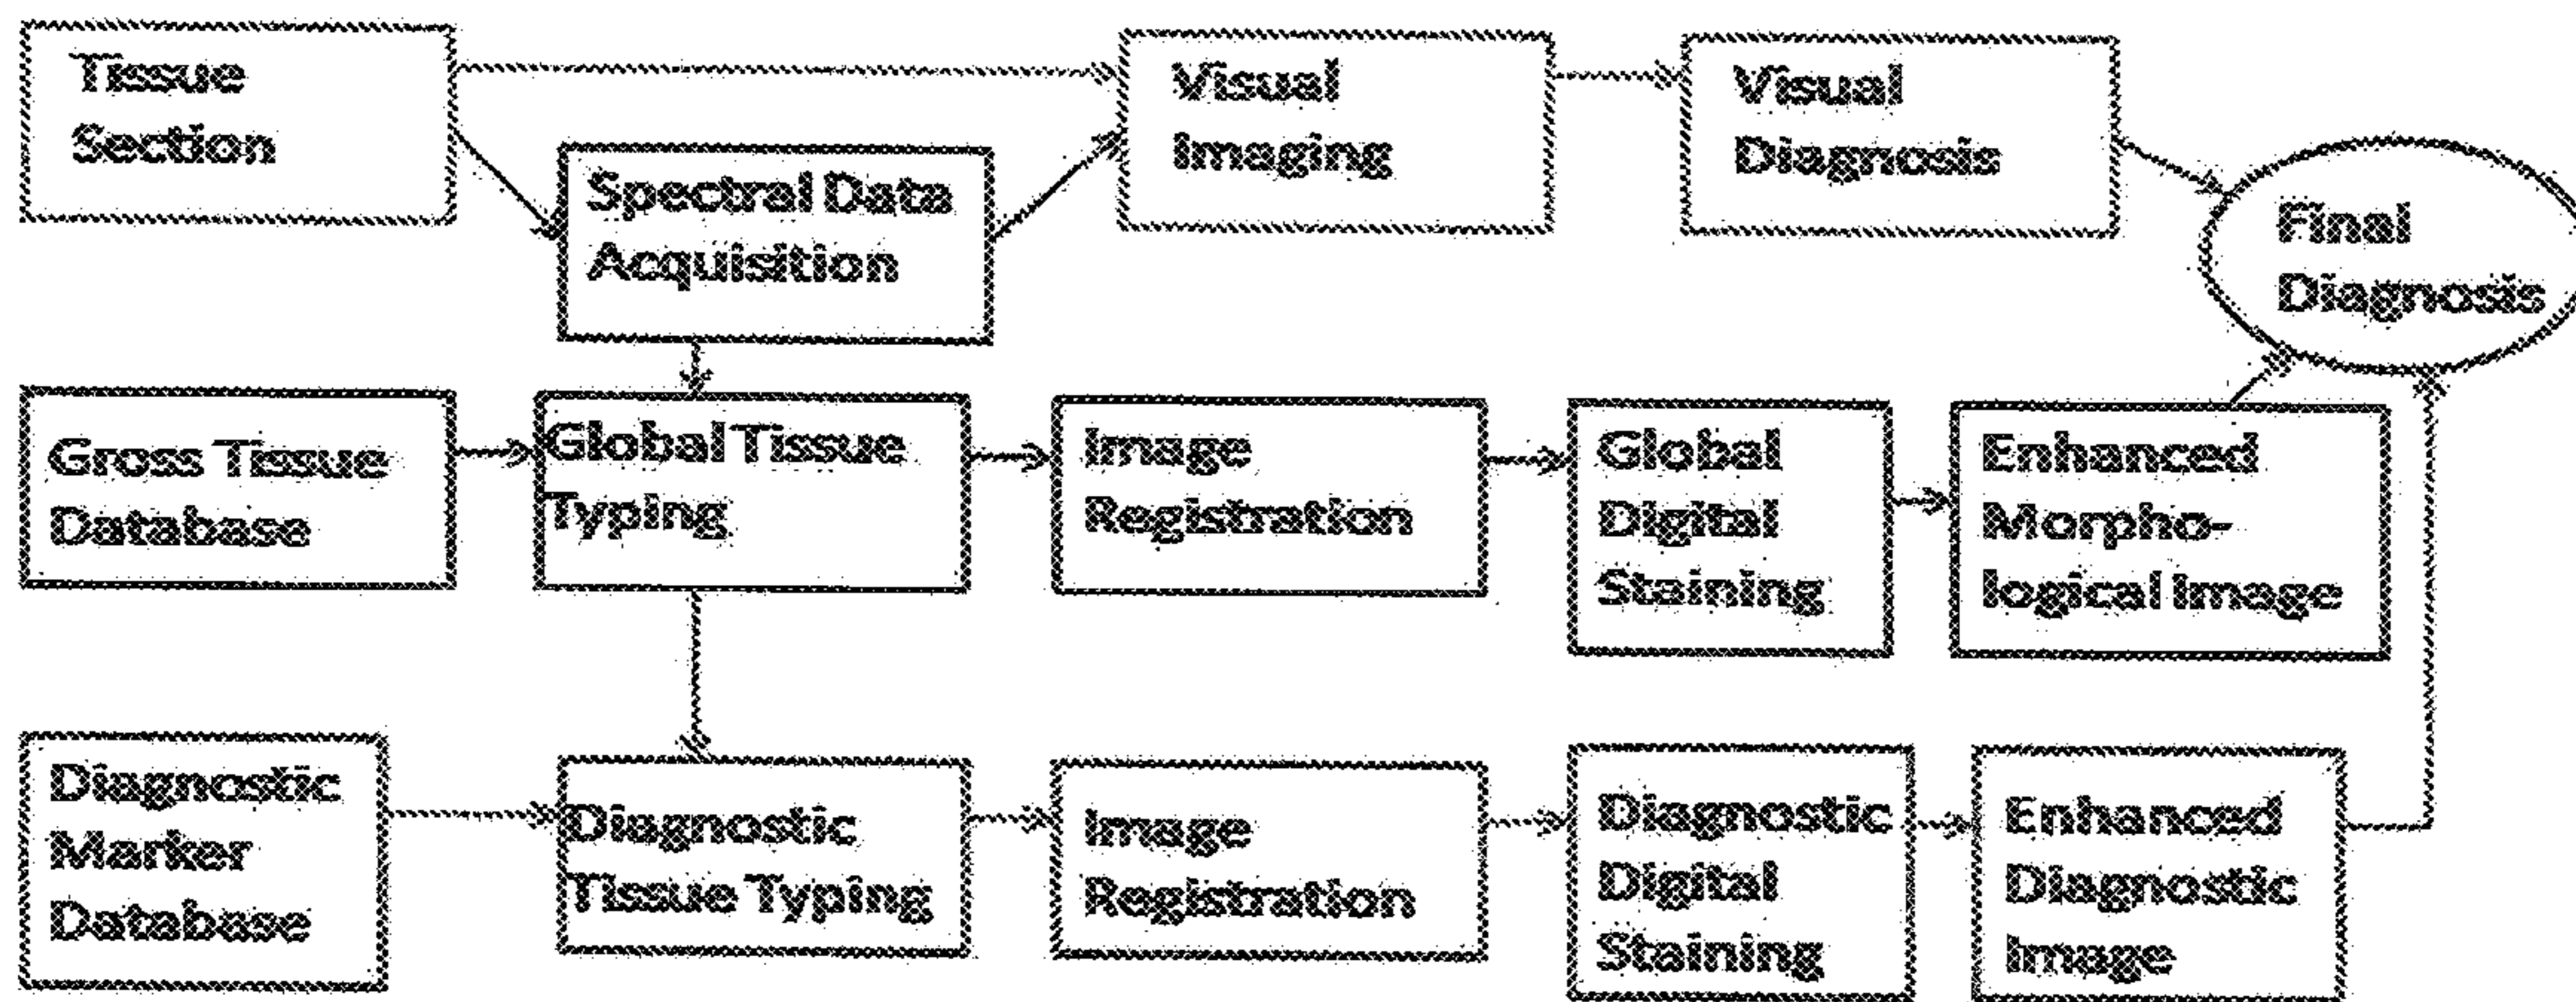 Tissue
Section
Spectral Data
Acquisition
Visual
Imaging
Visual
Diagnosis
Final
Diagnosis
Gross Tissue
Database
Global Tissue
Typing
Image
Registration
Global
Digital
Staining
Enhanced
Morpho-
logical Image
Diagnostic
Marker
Database
Diagnostic
Tissue Typing
Image
Registration
Diagnostic
Digital
Staining
Enhanced
Diagnostic
Image